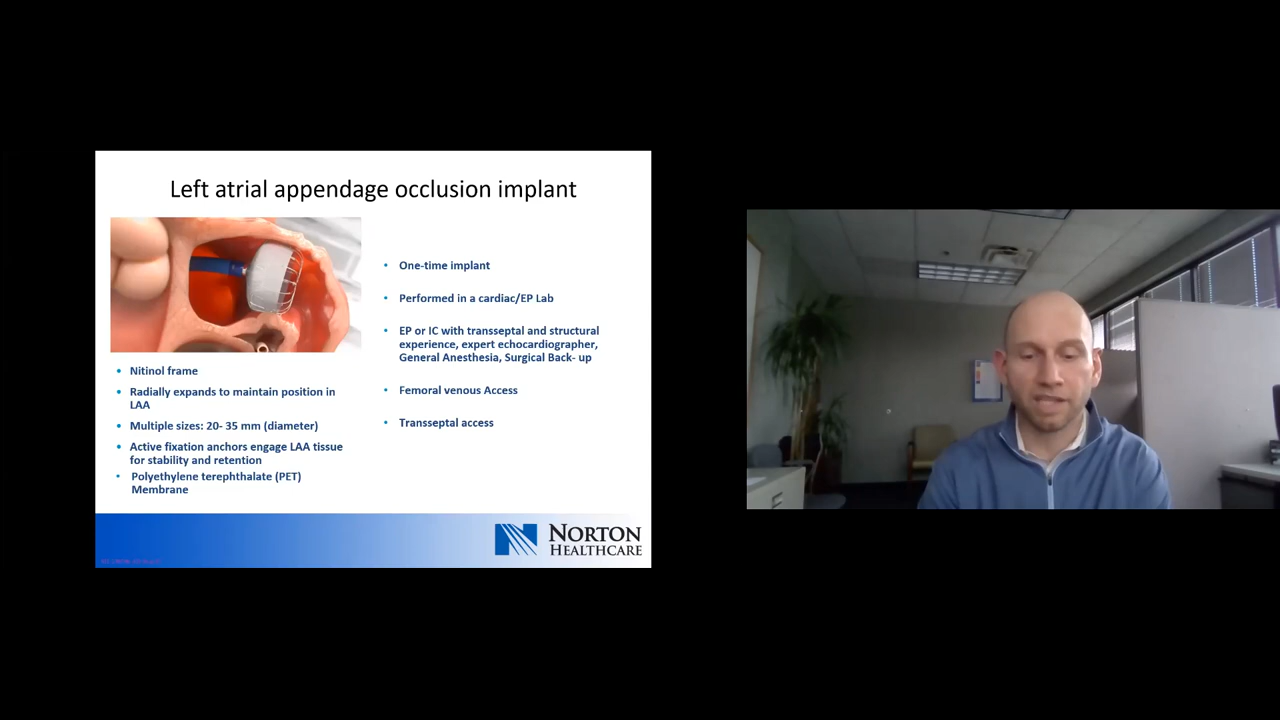 Left atrial appendage occlusion implant
Nitinol frame
Radially expands to maintain position in
LAA
Multiple sizes: 20- 35 mm (diameter)
Active fixation anchors engage LAA tissue
for stability and retention
Polyethylene terephthalate (PET)
Membrane
One-time implant
Performed in a cardiac/EP Lab
EP or IC with transseptal and structural
experience, expert echocardiographer,
General Anesthesia, Surgical Back- up
Femoral venous Access
Transseptal access
NORTON
HEALTHCARE